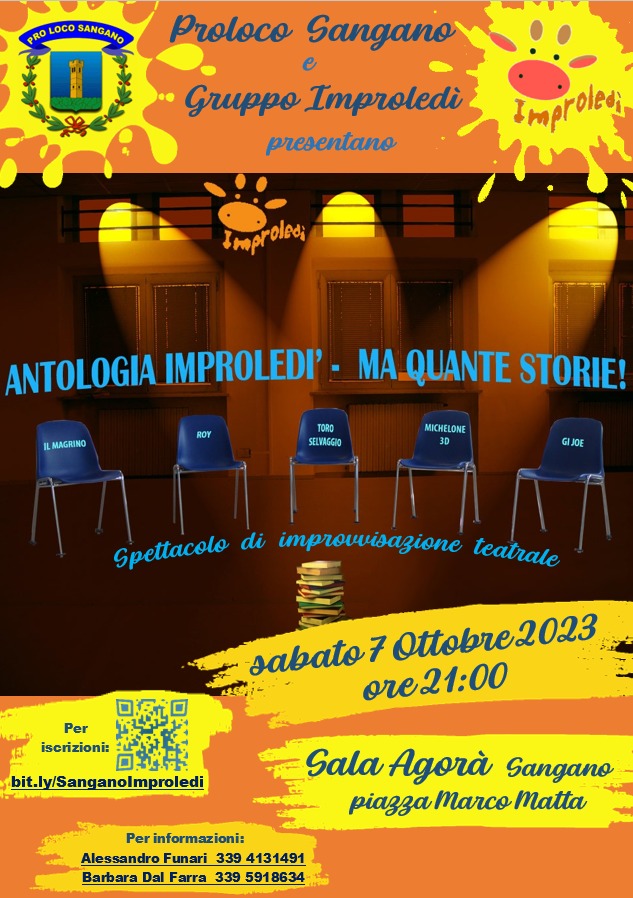 PRO LOCO SANGANO
Proloco Sangano
e
Gruppo Improledì
presentano
Improledì
Improledì
ANTOLOGIA IMPROLEDI' - MA QUANTE STORIE!
IL MAGRINO
ROY
TORO
SELVAGGIO
MICHELONE
3D
GI JOE
Spettacolo di improvvisazione teatrale
sabato 7 Ottobre 2023
ore 21:00
Per
iscrizioni:
bit.ly/SanganoImproledi
Sala Agorà Sangano
piazza Marco Matta
Per informazioni:
Alessandro Funari 339 4131491
Barbara Dal Farra 339 5918634